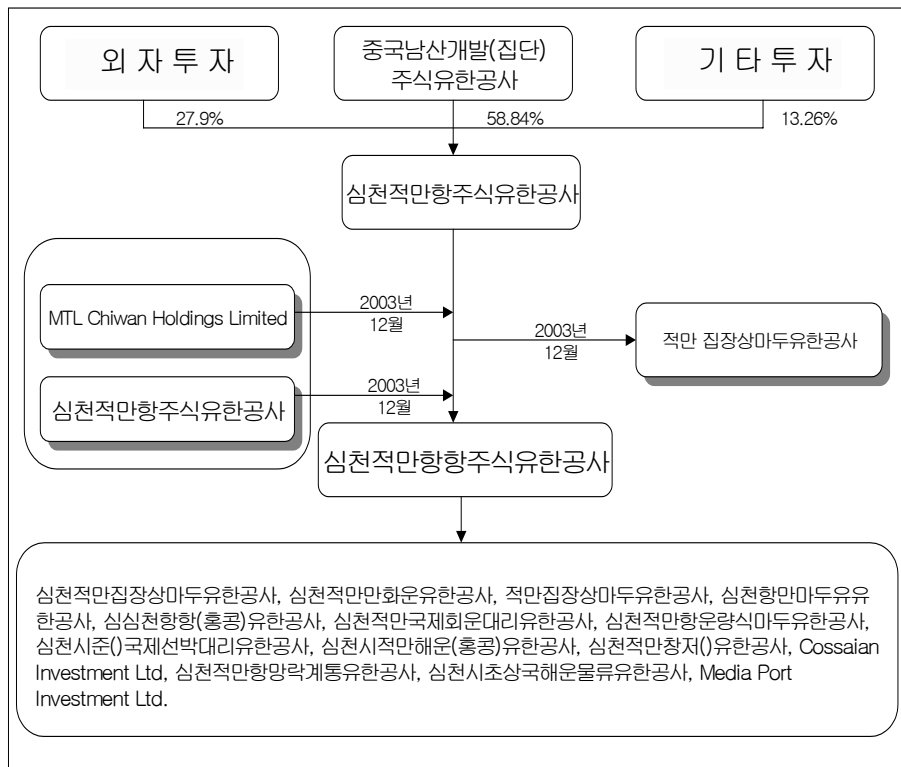 외 자 투 자
중국남산개발(집단)
주식유한공사
기 타 투 자
27.9%
58.84%
13.26%
심천적만항주식유한공사
MTL Chiwan Holdings Limited
2003년
12월
2003년
12월
적만 집장상마두유한공사
심천적만항주식유한공사
2003년
12월
심천적만항항주식유한공사
심천적만집장상마두유한공사, 심천적만만화운유한공사, 적만집장상마두유한공사, 심천항만마두유유
한공사, 심심천항항(홍콩)유한공사, 심천적만국제회운대리유한공사, 심천적만항운량식마두유한공사,
심천시준()국제선박대리유한공사, 심천시적만해운(홍콩)유한공사, 심천적만창저()유한공사, Cossaian
Investment Ltd, 심천적만항망락계통유한공사, 심천시초상국해운물류유한공사, Media Port
Investment Ltd.